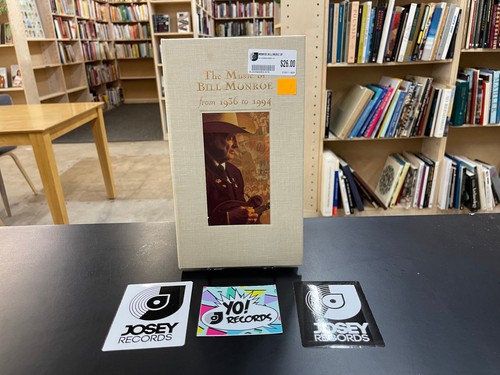 $26.00
The Music of
BILL MONROE
from 1936 to 1994
JOSEY
RECORDS
YO!
RECORDS
JOSEY
RECORDS